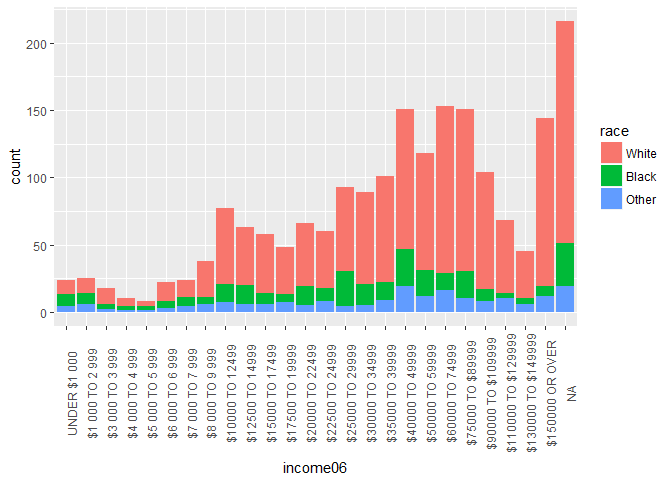 200
150
100
50
0
count
UNDER $1 000
$1 000 TO 2 999
$3 000 TO 3 999
$4 000 TO 4 999
$5 000 TO 5 999
$6 000 TO 6 999
$7 000 TO 7 999
$8 000 TO 9 999
$10000 TO 12499
$12500 TO 14999
$15000 TO 17499
$17500 TO 19999
$20000 TO 22499
$22500 TO 24999
$25000 TO 29999
$30000 TO 34999
$35000 TO 39999
$40000 TO 49999
$50000 TO 59999
$60000 TO 74999
$75000 TO $89999
$90000 TO $109999
$110000 TO $129999
$130000 TO $149999
$150000 OR OVER
NA
income06
race
White
Black
Other